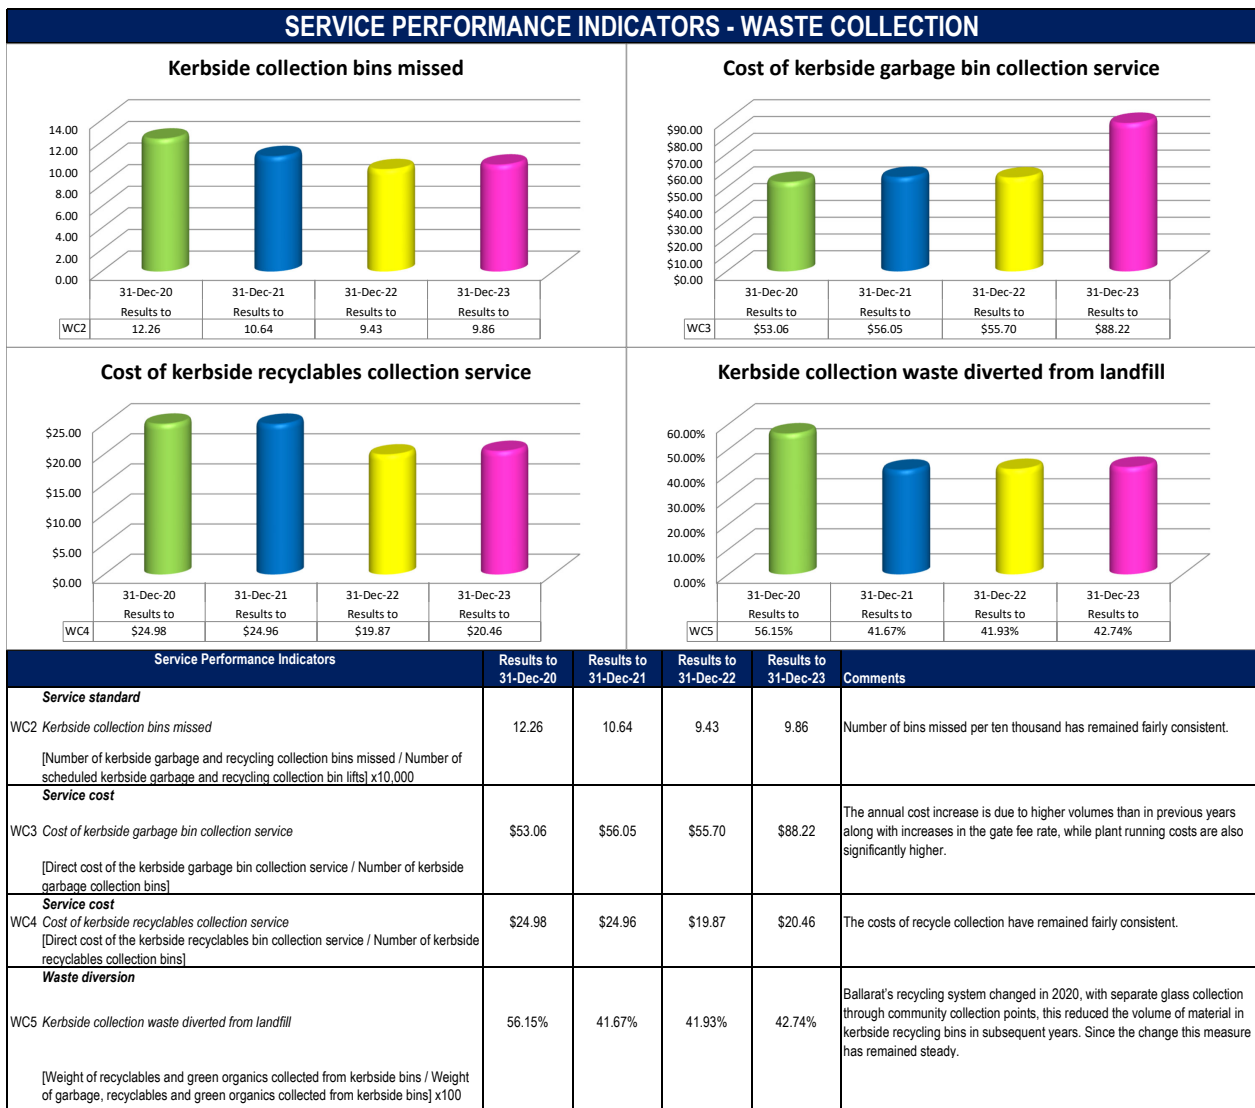 SERVICE PERFORMANCE INDICATORS - WASTE COLLECTION
Kerbside collection bins missed
14.00
12.00
10.00
8.00
6.00
4.00
2.00
0.00
31-Dec-20 31-Dec-21 31-Dec-22 31-Dec-23
Results to Results to Results to Results to
WC2 12.26 10.64 9.43 9.86
Cost of kerbside garbage bin collection service
$90.00
$80.00
$70.00
$60.00
$50.00
$40.00
$30.00
$20.00
$10.00
$0.00
31-Dec-20 31-Dec-21 31-Dec-22 31-Dec-23
Results to Results to Results to Results to
WC3 $53.06 $56.05 $55.70 $88.22
Cost of kerbside recyclables collection service
$25.00
$20.00
$15.00
$10.00
$5.00
$0.00
31-Dec-20 31-Dec-21 31-Dec-22 31-Dec-23
Results to Results to Results to Results to
WC4 $24.98 $24.96 $19.87 $20.46
Kerbside collection waste diverted from landfill
60.00%
50.00%
40.00%
30.00%
20.00%
10.00%
0.00%
31-Dec-20 31-Dec-21 31-Dec-22 31-Dec-23
Results to Results to Results to Results to
WC5 56.15% 41.67% 41.93% 42.74%
Service Performance Indicators Results to Results to Results to Results to
31-Dec-20 31-Dec-21 31-Dec-22 31-Dec-23 Comments
Service standard
WC2 Kerbside collection bins missed 12.26 10.64 9.43 9.86 Number of bins missed per ten thousand has remained fairly consistent.
[Number of kerbside garbage and recycling collection bins missed / Number of
scheduled kerbside garbage and recycling collection bin lifts] x10,000
Service cost
WC3 Cost of kerbside garbage bin collection service $53.06 $56.05 $55.70 $88.22
The annual cost increase is due to higher volumes than in previous years
along with increases in the gate fee rate, while plant running costs are also
significantly higher.
[Direct cost of the kerbside garbage bin collection service / Number of kerbside
garbage collection bins]
Service cost
WC4 Cost of kerbside recyclables collection service $24.98 $24.96 $19.87 $20.46 The costs of recycle collection have remained fairly consistent.
[Direct cost of the kerbside recyclables bin collection service / Number of kerbside
recyclables collection bins]
Waste diversion
WC5 Kerbside collection waste diverted from landfill 56.15% 41.67% 41.93% 42.74%
Ballarat's recycling system changed in 2020, with separate glass collection
through community collection points, this reduced the volume of material in
kerbside recycling bins in subsequent years. Since the change this measure
has remained steady.
[Weight of recyclables and green organics collected from kerbside bins / Weight
of garbage, recyclables and green organics collected from kerbside bins] x100